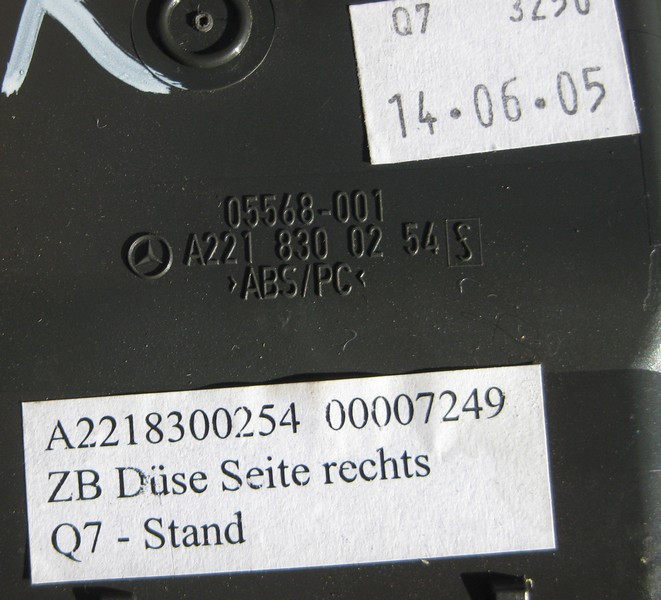 Q7 3290
14.06.05
05568-001
A221 830 02 54 S
>ABS/PC<
A2218300254 00007249
ZB Düse Seite rechts
Q7 - Stand